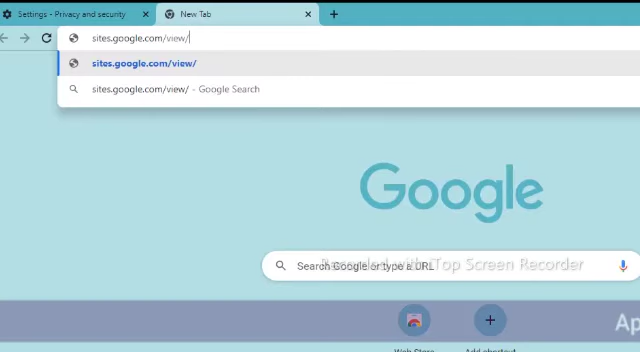 Settings - Privacy and security
New Tab
sites.google.com/view/
sites.google.com/view/
sites.google.com/view/ - Google Search
Google
Search Google or type a URL
Recorded with iTop Screen Recorder
Ap
Web Store
Add shortcut